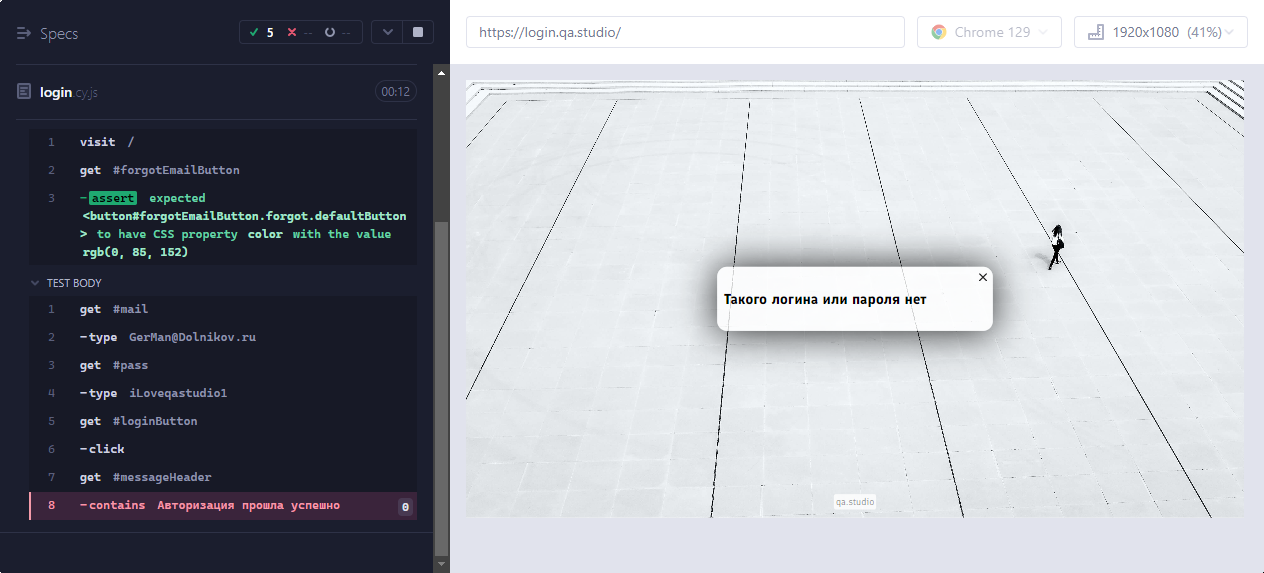 Specs
5 -- --
login.cy.js
00:12
1 visit /
2 get #forgotEmailButton
3 -assert expected
<button#forgotEmailButton.forgot.defaultButton
> to have CSS property color with the value
rgb(0, 85, 152)
TEST BODY
1 get #mail
2 -type GerMan@Dolnikov.ru
3 get #pass
4 -type iLoveqastudio1
5 get #loginButton
6 -click
7 get #messageHeader
8 -contains Авторизация прошла успешно 0
https://login.qa.studio/
Chrome 129
1920x1080 (41%)
Такого логина или пароля нет
qa.studio